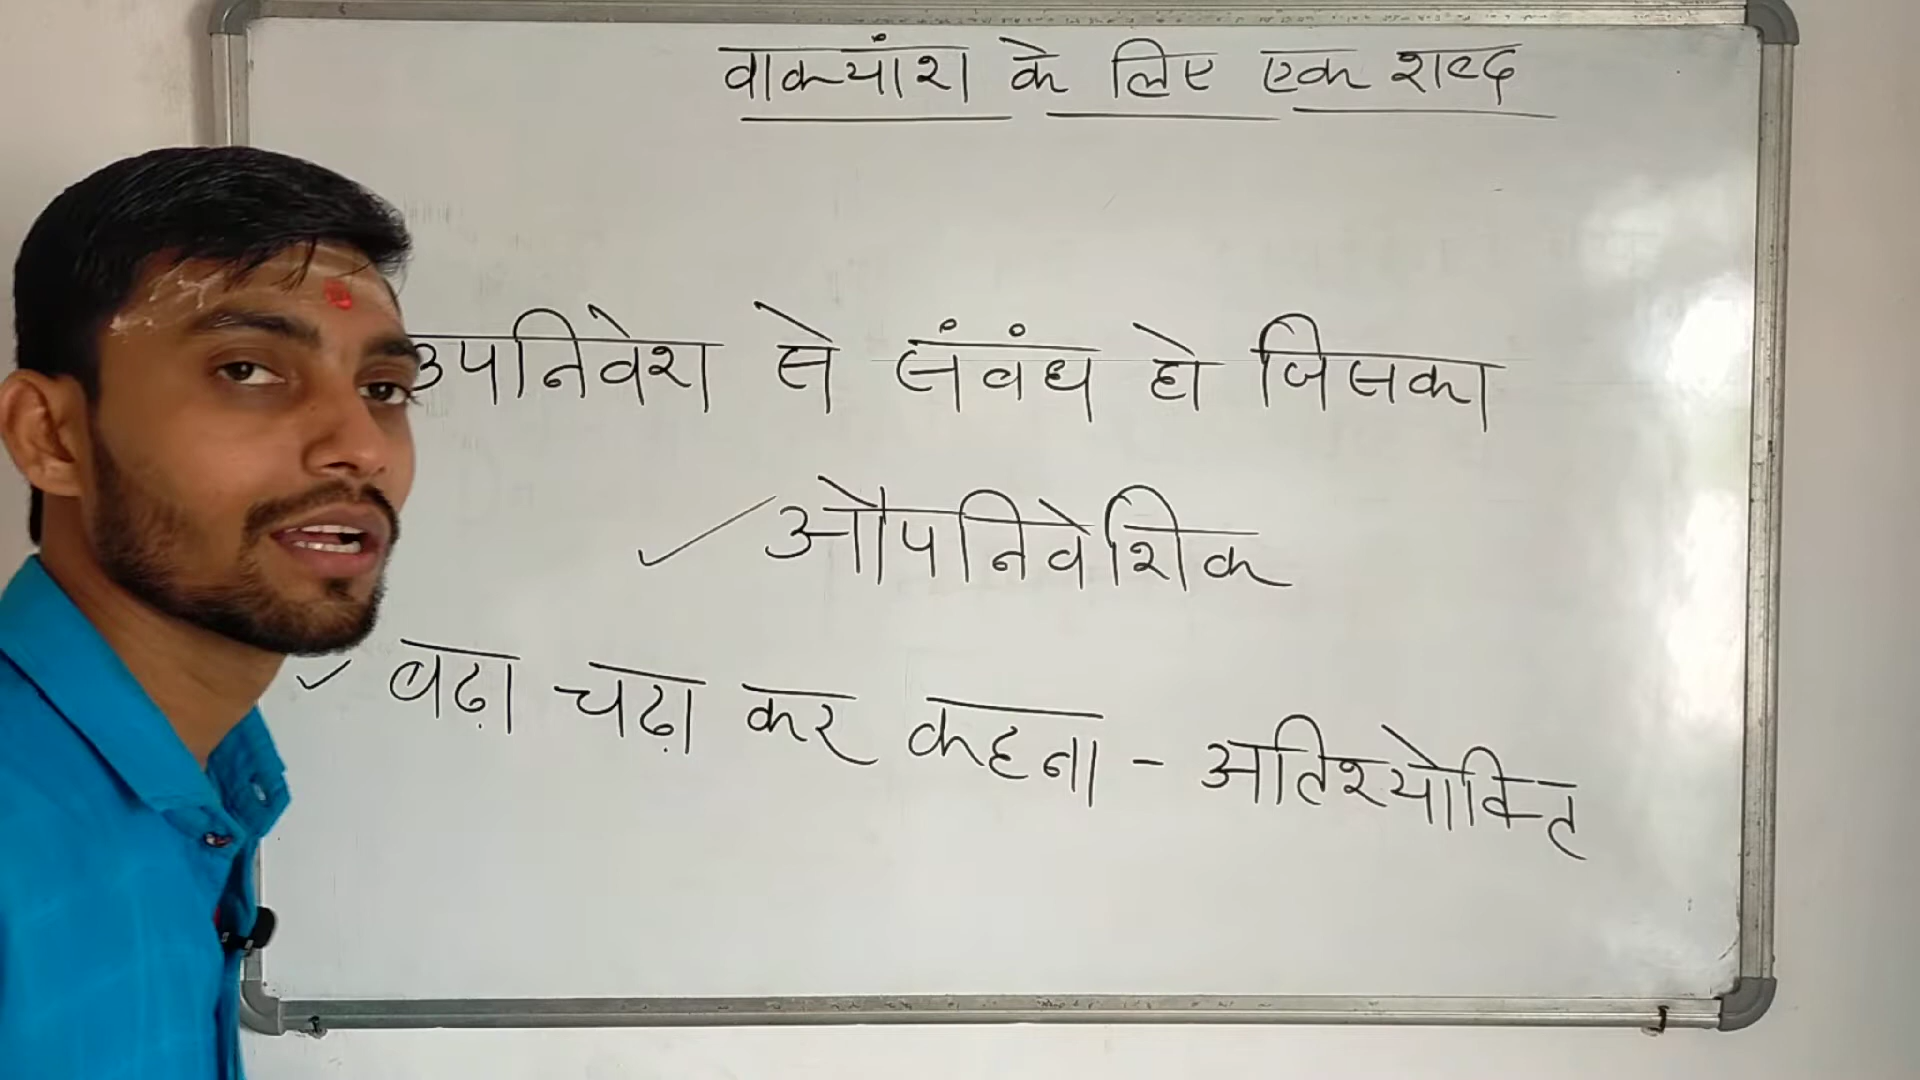 वाक्यांश के लिए एक शब्द
उपनिवेश से संबंध हो जिसका
औपनिवेशिक
बढ़ा चढ़ा कर कहना - अतिश्योक्ति